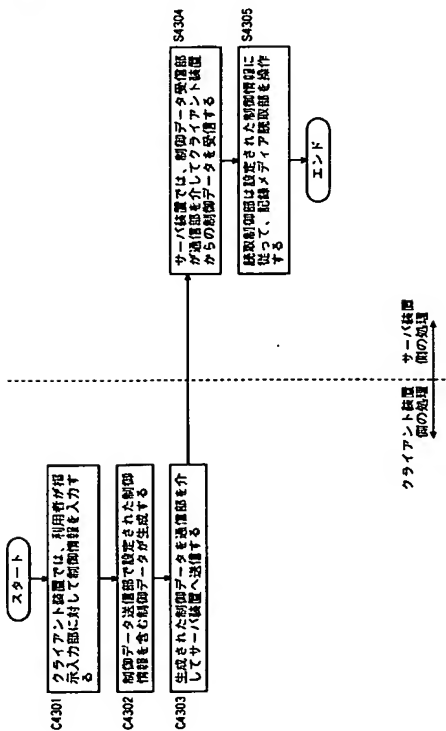 スタート
C4301
クライアント装置では、利用者が指
示入力部に対して制御情報を入力す
る
C4302
制御データ送信部で設定された制御
情報を含む制御データが生成する
C4303
生成された制御データを通信部を介
してサーバ装置へ送信する
S4304
サーバ装置では、制御データ受信部
が通信部を介してクライアント装置
からの制御データを受信する
S4305
読取制御部は設定された制御情報に
従って、記録メディア読取部を操作
する
エンド
クライアント装置
側の処理
サーバ装置
側の処理